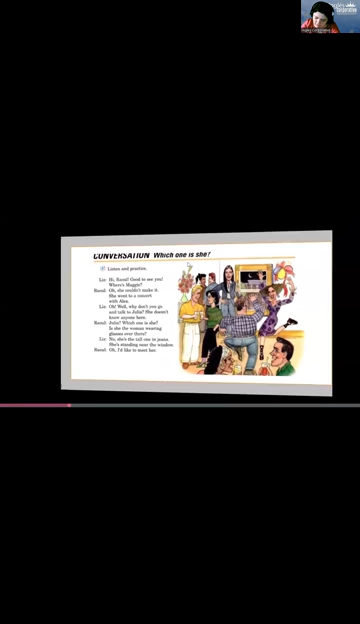 CONVERSATION Which one is she?
Listen and practice.
Liz: Hi, Raoul! Good to see you!
Where's Maggie?
Raoul: Oh, she couldn't make it.
She went to a concert
with Alex.
Liz: Oh! Well, why don't you go
and talk to Julia? She doesn't
know anyone here.
Raoul: Julia? Which one is she?
Is she the woman wearing
glasses over there?
Liz: No, she's the tall one in jeans.
She's standing near the window.
Raoul: Oh, I'd like to meet her.